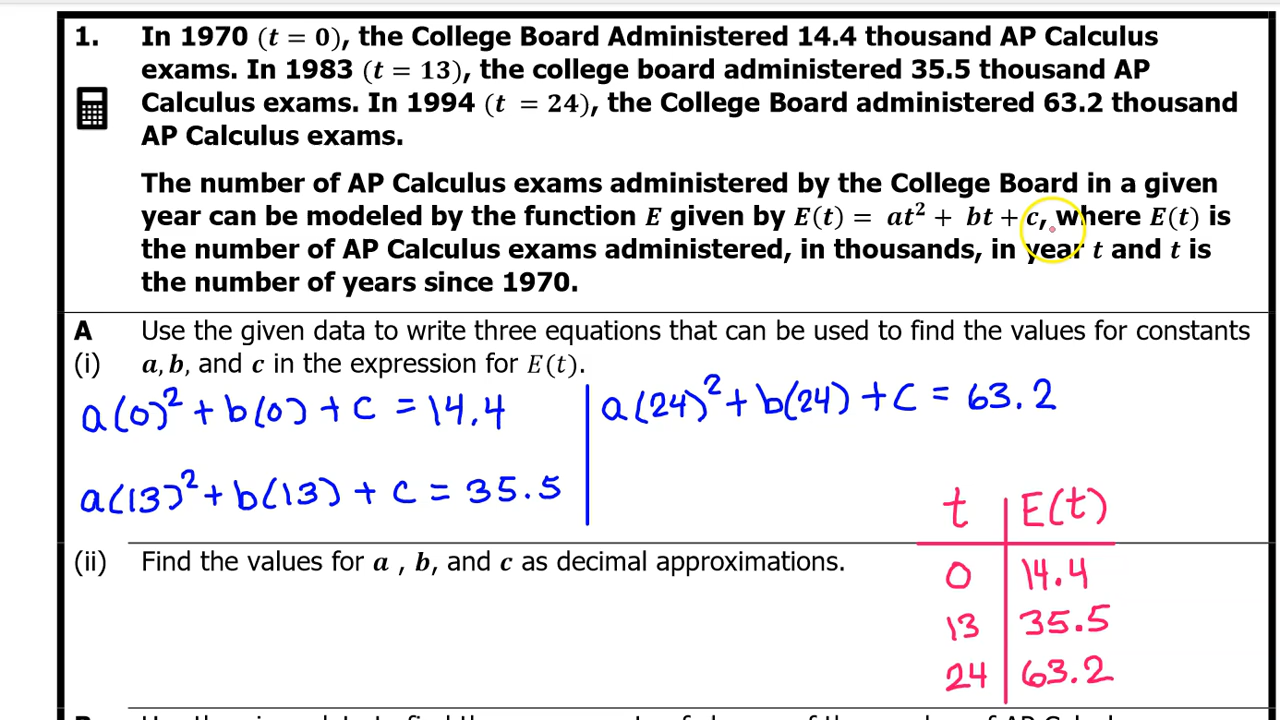 1. In 1970 (t = 0), the College Board Administered 14.4 thousand AP Calculus
exams. In 1983 (t = 13), the college board administered 35.5 thousand AP
Calculus exams. In 1994 (t = 24), the College Board administered 63.2 thousand
AP Calculus exams.
The number of AP Calculus exams administered by the College Board in a given
year can be modeled by the function E given by E(t) = at² + bt + c, where E(t) is
the number of AP Calculus exams administered, in thousands, in year t and t is
the number of years since 1970.
A Use the given data to write three equations that can be used to find the values for constants
(i) a, b, and c in the expression for E(t).
a(0)² + b(0) + c = 14.4
a(13)² + b(13) + c = 35.5
a(24)² + b(24) + c = 63.2
(ii) Find the values for a , b, and c as decimal approximations.
t E(t)
0 14.4
13 35.5
24 63.2